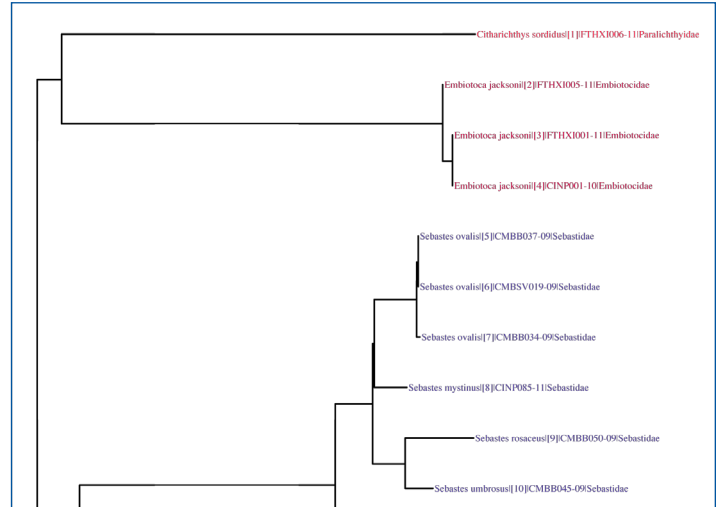 Citharichthys sordidus|[1]|FTHXI006-11|Paralichthyidae
Embiotoca jacksoni|[2]|FTHXI005-11|Embiotocidae
Embiotoca jacksoni|[3]|FTHXI001-11|Embiotocidae
Embiotoca jacksoni|[4]|CINP001-10|Embiotocidae
Sebastes ovalis|[5]|CMBB037-09|Sebastidae
Sebastes ovalis|[6]|CMBSV019-09|Sebastidae
Sebastes ovalis|[7]|CMBB034-09|Sebastidae
Sebastes mystinus|[8]|CINP085-11|Sebastidae
Sebastes rosaceus|[9]|CMBB050-09|Sebastidae
Sebastes umbrosus|[10]|CMBB045-09|Sebastidae